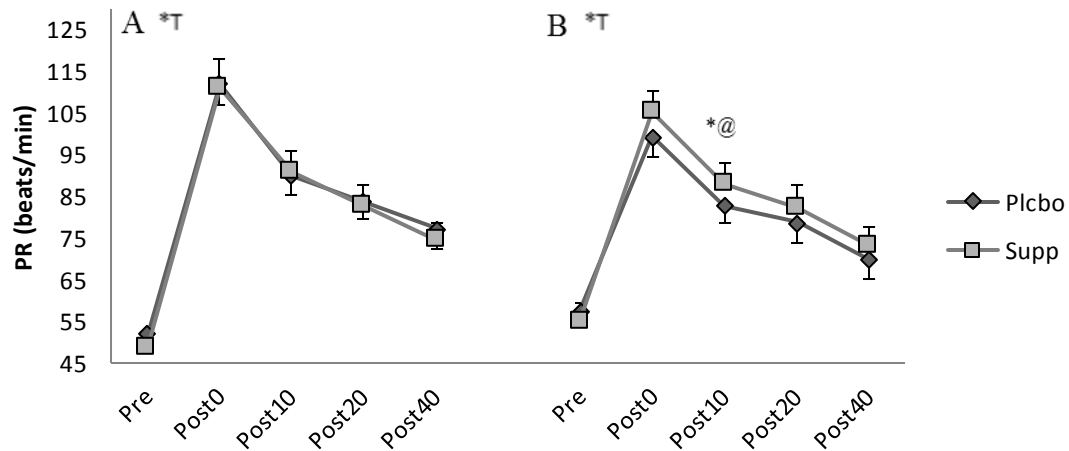 A *T
B *T
*@
PR (beats/min)
125
115
105
95
85
75
65
55
45
Pre
Post0
Post10
Post20
Post40
Pre
Post0
Post10
Post20
Post40
Plcbo
Supp